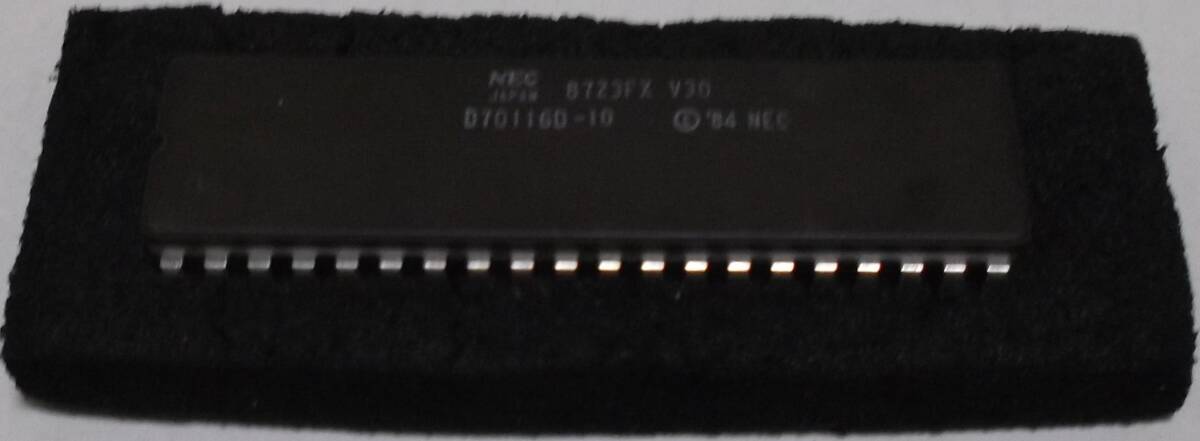 NEC
JAPAN 8723FX V30
D70116D-10 © '84 NEC